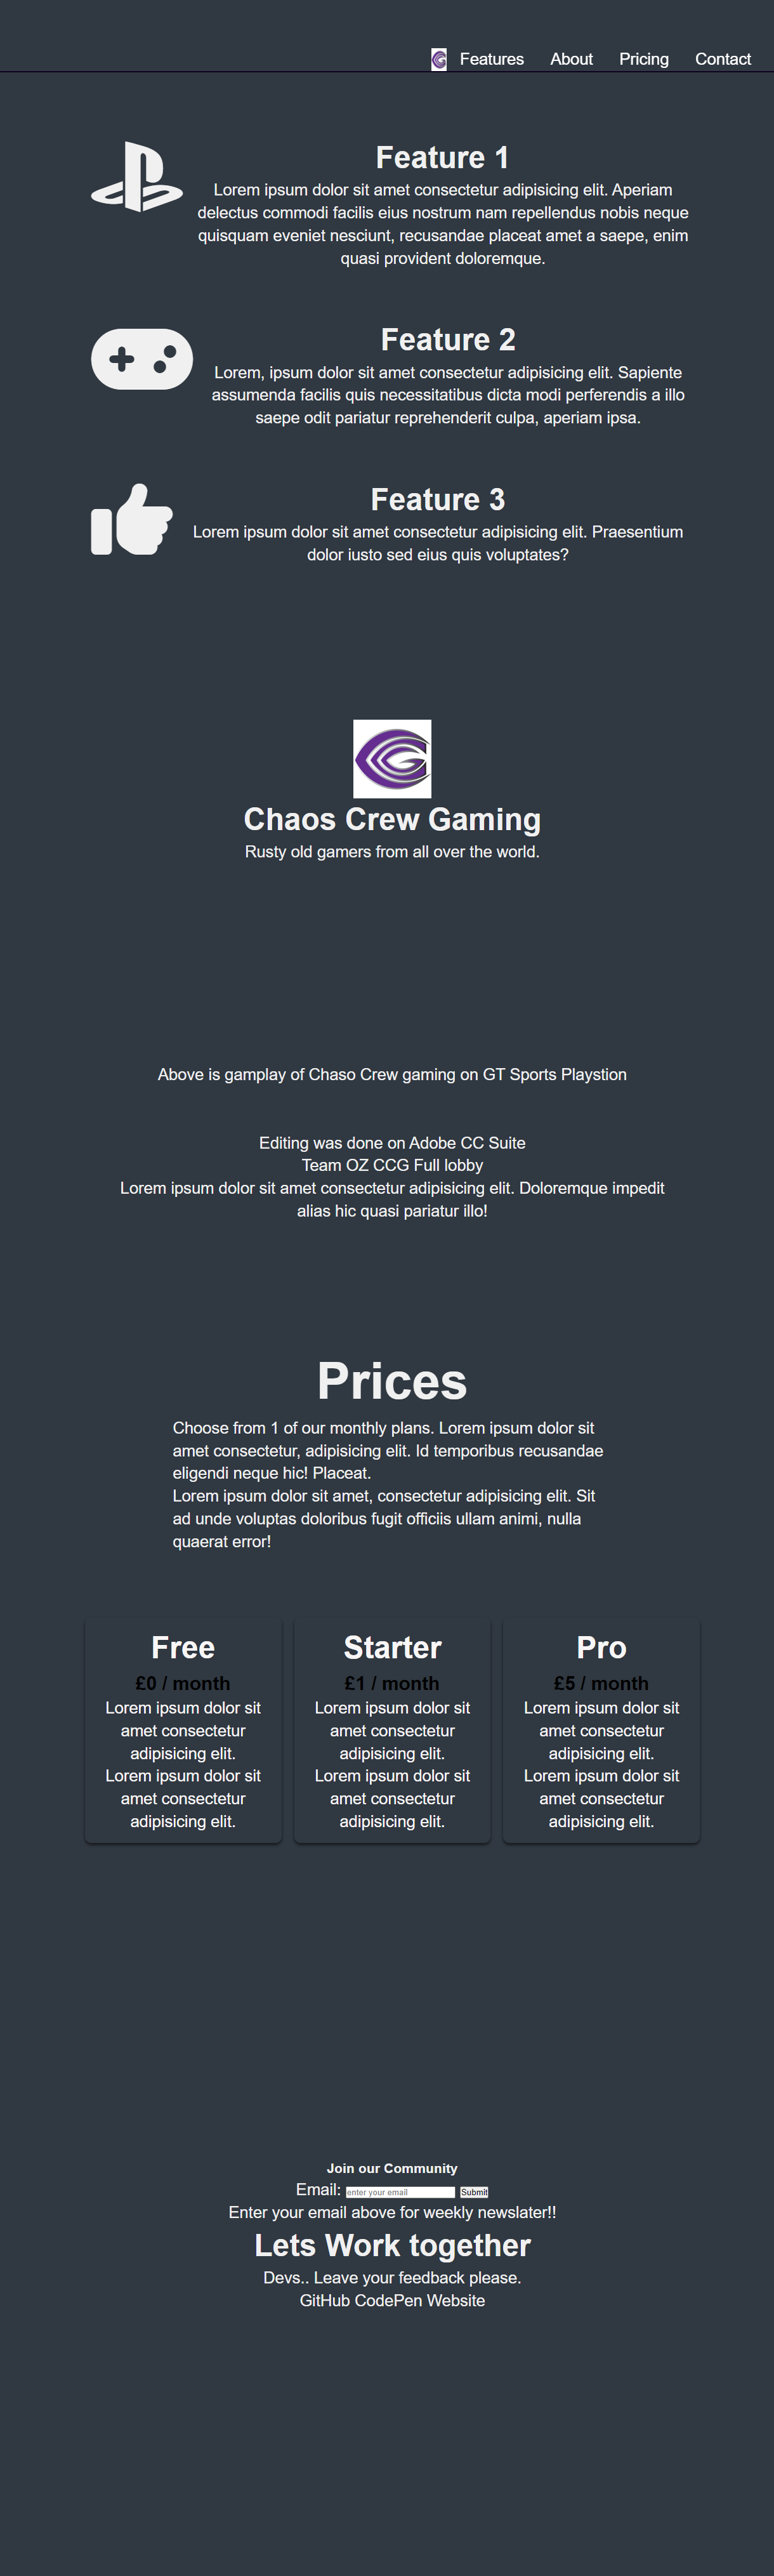 Features About Pricing Contact
Feature 1
Lorem ipsum dolor sit amet consectetur adipisicing elit. Aperiam
delectus commodi facilis eius nostrum nam repellendus nobis neque
quisquam eveniet nesciunt, recusandae placeat amet a saepe, enim
quasi provident doloremque.
Feature 2
Lorem, ipsum dolor sit amet consectetur adipisicing elit. Sapiente
assumenda facilis quis necessitatibus dicta modi perferendis a illo
saepe odit pariatur reprehenderit culpa, aperiam ipsa.
Feature 3
Lorem ipsum dolor sit amet consectetur adipisicing elit. Praesentium
dolor iusto sed eius quis voluptates?
Chaos Crew Gaming
Rusty old gamers from all over the world.
Above is gamplay of Chaso Crew gaming on GT Sports Playstion
Editing was done on Adobe CC Suite
Team OZ CCG Full lobby
Lorem ipsum dolor sit amet consectetur adipisicing elit. Doloremque impedit
alias hic quasi pariatur illo!
Prices
Choose from 1 of our monthly plans. Lorem ipsum dolor sit
amet consectetur, adipisicing elit. Id temporibus recusandae
eligendi neque hic! Placeat.
Lorem ipsum dolor sit amet, consectetur adipisicing elit. Sit
ad unde voluptas doloribus fugit officiis ullam animi, nulla
quaerat error!
Free
£0 / month
Lorem ipsum dolor sit
amet consectetur
adipisicing elit.
Lorem ipsum dolor sit
amet consectetur
adipisicing elit.
Starter
£1 / month
Lorem ipsum dolor sit
amet consectetur
adipisicing elit.
Lorem ipsum dolor sit
amet consectetur
adipisicing elit.
Pro
£5 / month
Lorem ipsum dolor sit
amet consectetur
adipisicing elit.
Lorem ipsum dolor sit
amet consectetur
adipisicing elit.
Join our Community
Email: enter your email Submit
Enter your email above for weekly newslater!!
Lets Work together
Devs.. Leave your feedback please.
GitHub CodePen Website